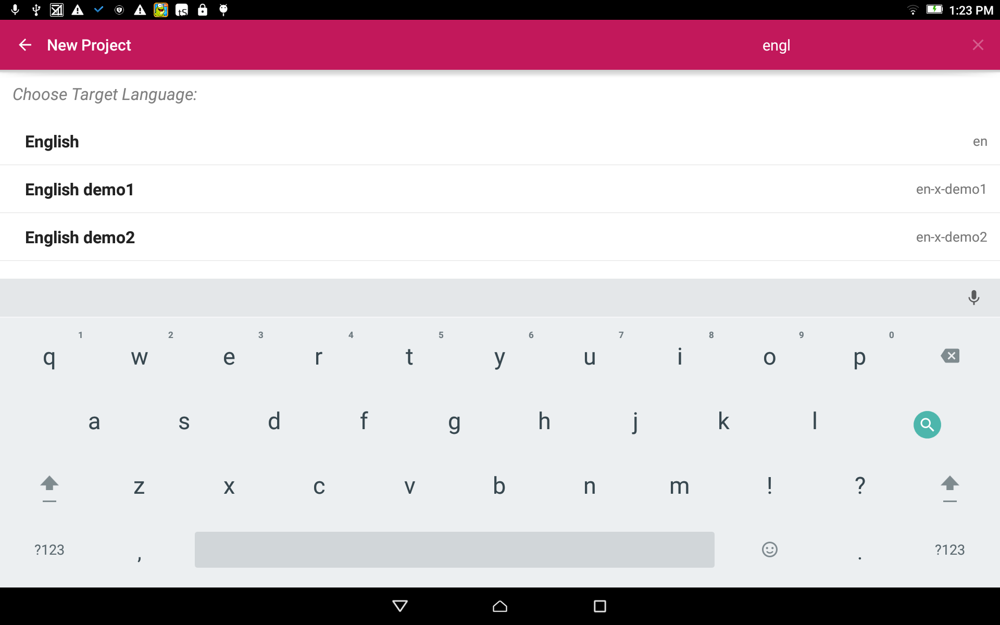 tS 1:23 PM
New Project engl
Choose Target Language:
English en
English demo1 en-x-demo1
English demo2 en-x-demo2
1 2 3 4 5 6 7 8 9 0
q w e r t y u i o p
a s d f g h j k l
z x c v b n m ! ?
?123 , . ?123